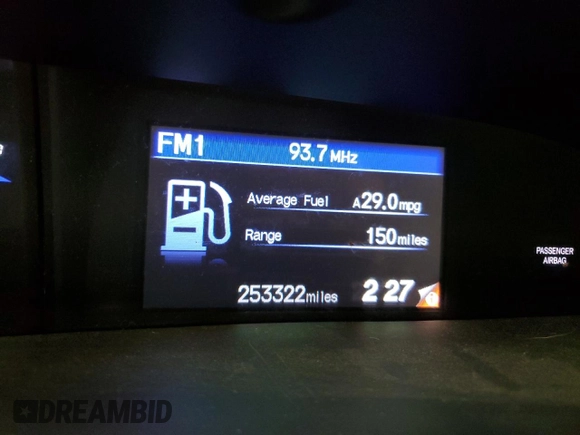 FM1 93.7 MHz
Average Fuel A29.0mpg
Range 150miles
253322miles 2 27
PASSENGER
AIRBAG
DREAMBID